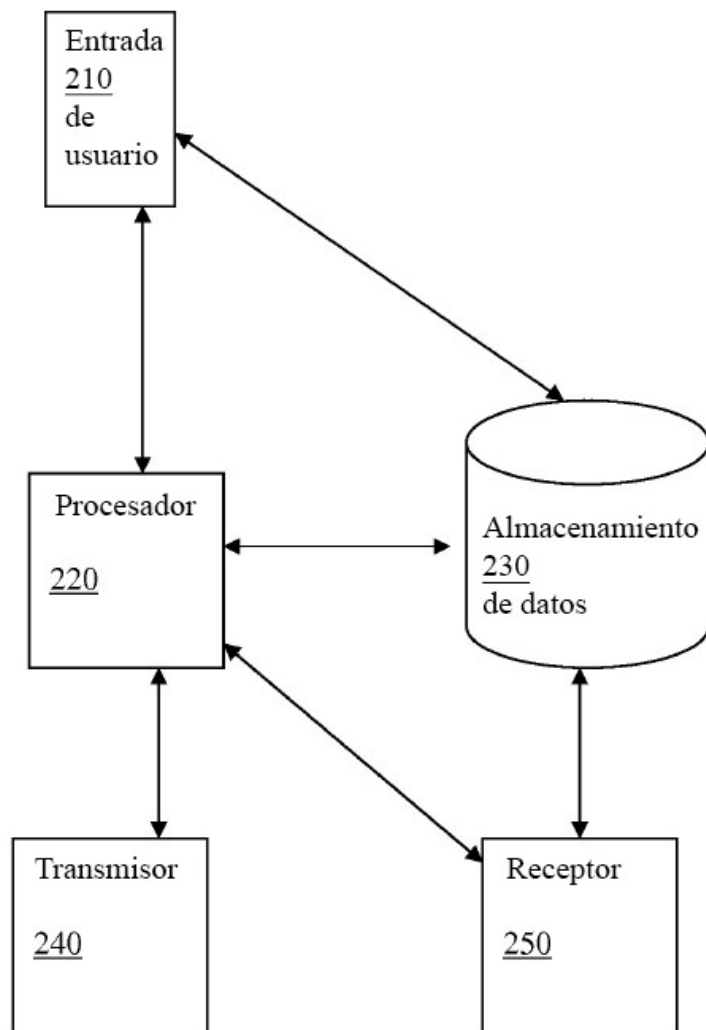 Entrada
210
de
usuario
Procesador
220
Almacenamiento
230
de datos
Transmisor
240
Receptor
250